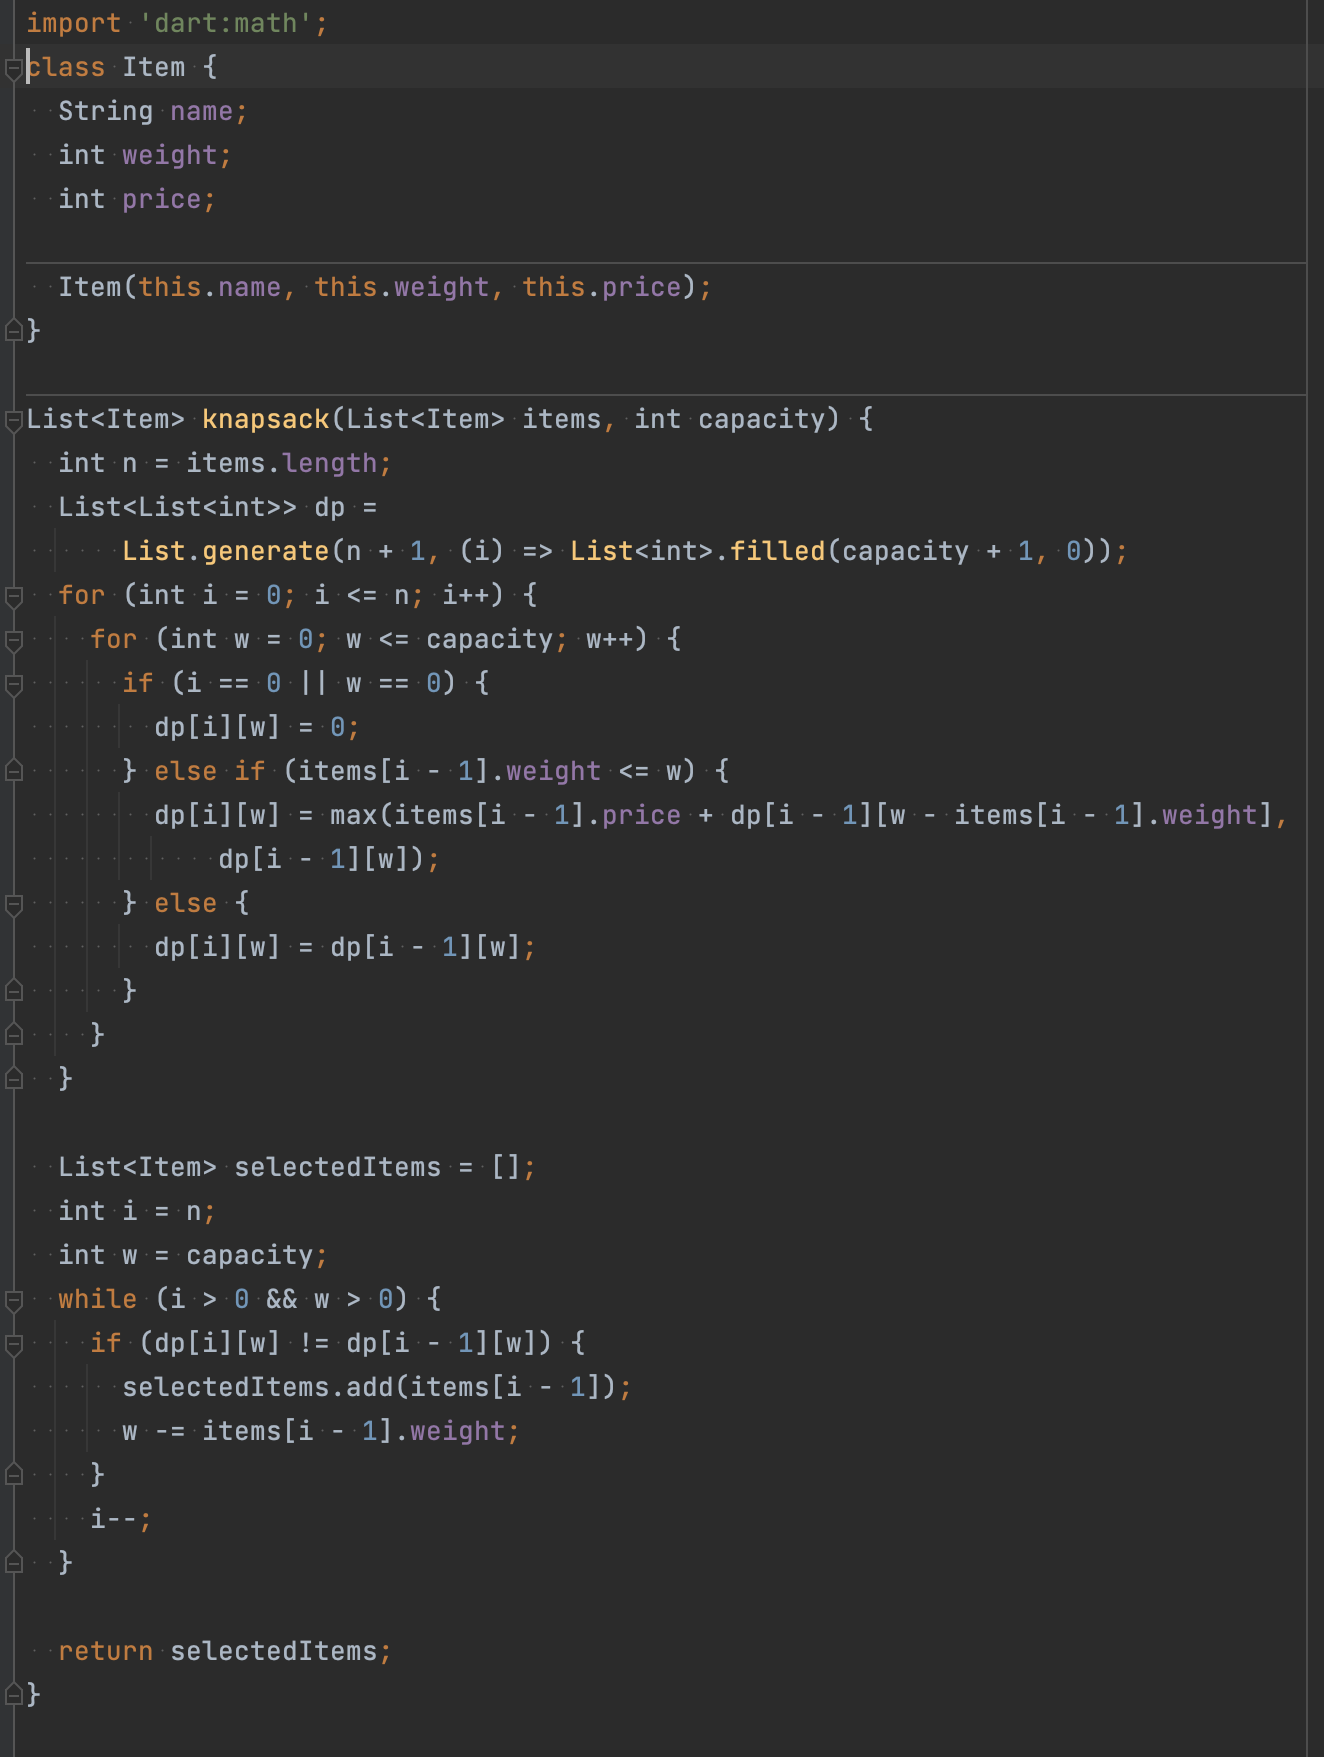 import 'dart:math';
class Item {
  String name;
  int weight;
  int price;

  Item(this.name, this.weight, this.price);
}

List<Item> knapsack(List<Item> items, int capacity) {
  int n = items.length;
  List<List<int>> dp =
      List.generate(n + 1, (i) => List<int>.filled(capacity + 1, 0));
  for (int i = 0; i <= n; i++) {
    for (int w = 0; w <= capacity; w++) {
      if (i == 0 || w == 0) {
        dp[i][w] = 0;
      } else if (items[i - 1].weight <= w) {
        dp[i][w] = max(items[i - 1].price + dp[i - 1][w - items[i - 1].weight],
            dp[i - 1][w]);
      } else {
        dp[i][w] = dp[i - 1][w];
      }
    }
  }

  List<Item> selectedItems = [];
  int i = n;
  int w = capacity;
  while (i > 0 && w > 0) {
    if (dp[i][w] != dp[i - 1][w]) {
      selectedItems.add(items[i - 1]);
      w -= items[i - 1].weight;
    }
    i--;
  }

  return selectedItems;
}